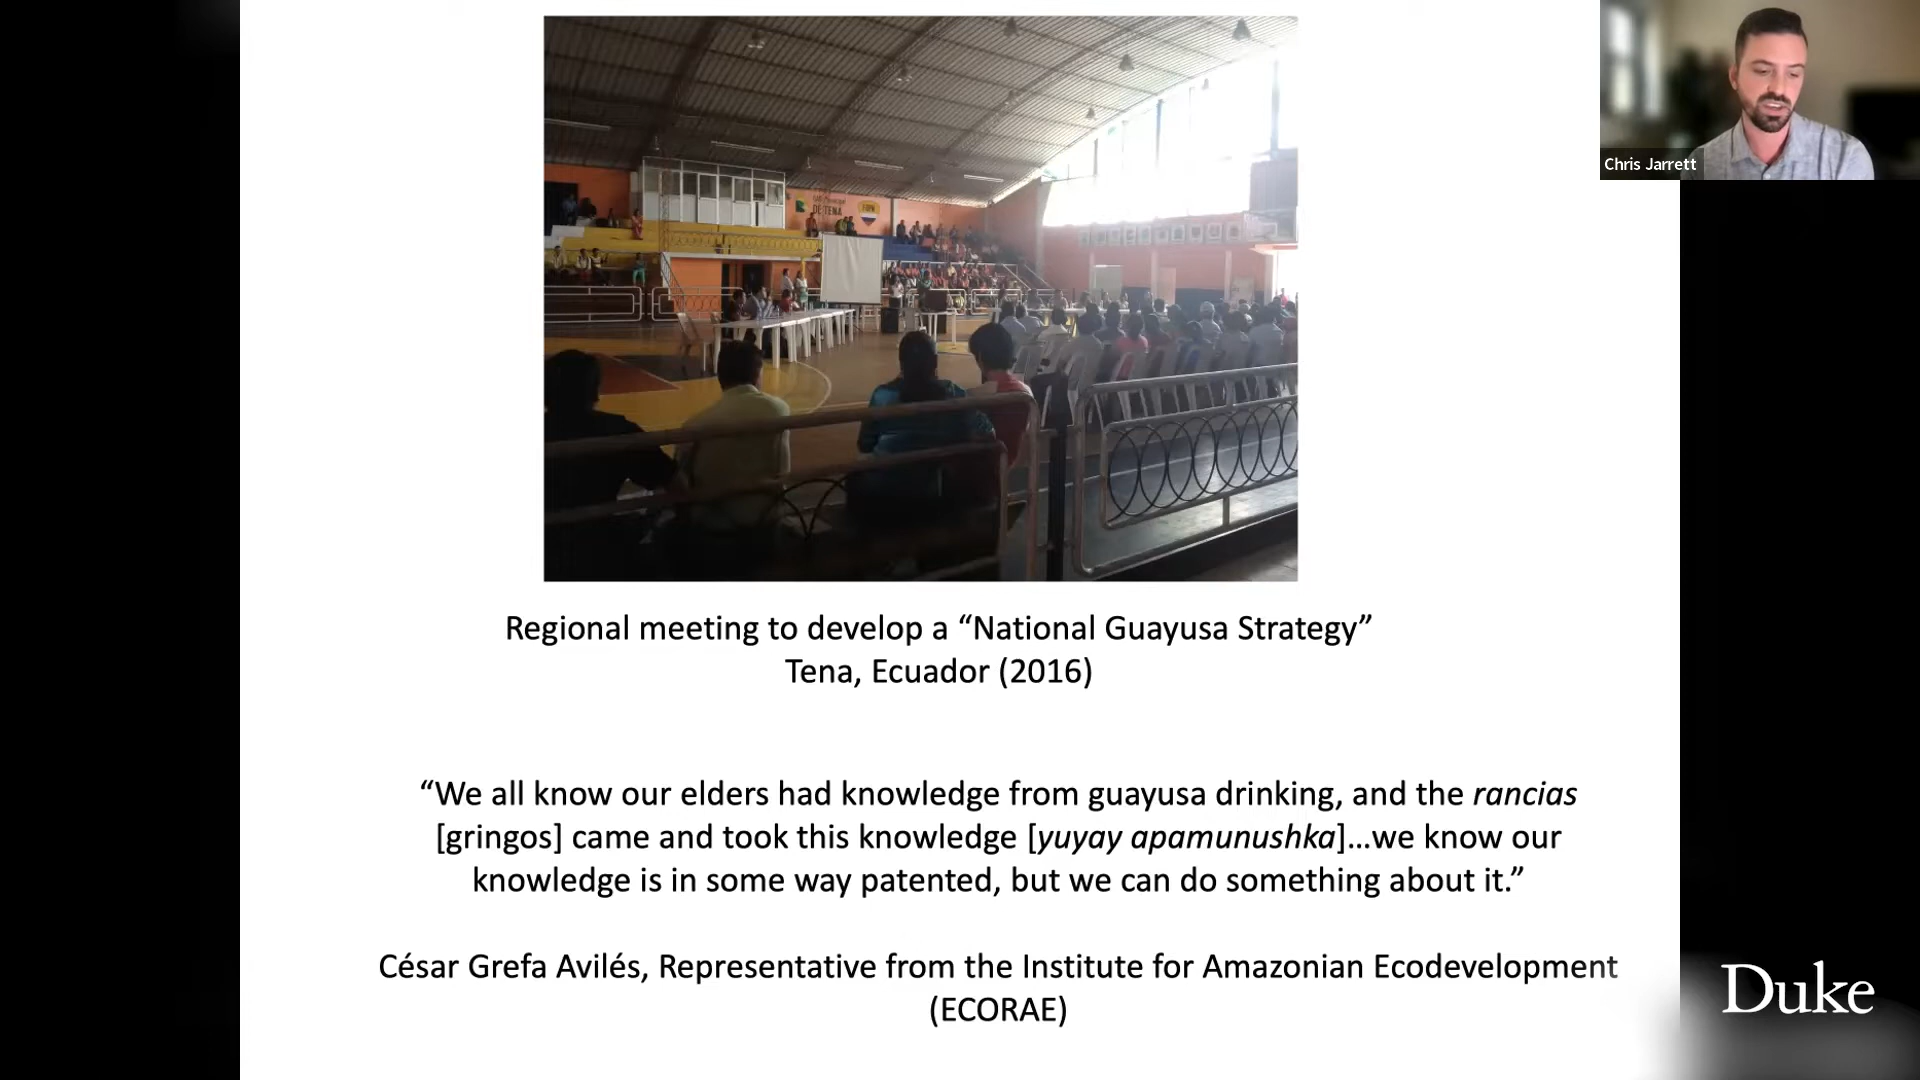 Chris Jarrett
DE TENA
Regional meeting to develop a “National Guayusa Strategy”
Tena, Ecuador (2016)
“We all know our elders had knowledge from guayusa drinking, and the rancias
[gringos] came and took this knowledge [yuyay apamunushka]…we know our
knowledge is in some way patented, but we can do something about it.”
César Grefa Avilés, Representative from the Institute for Amazonian Ecodevelopment
(ECORAE)
Duke